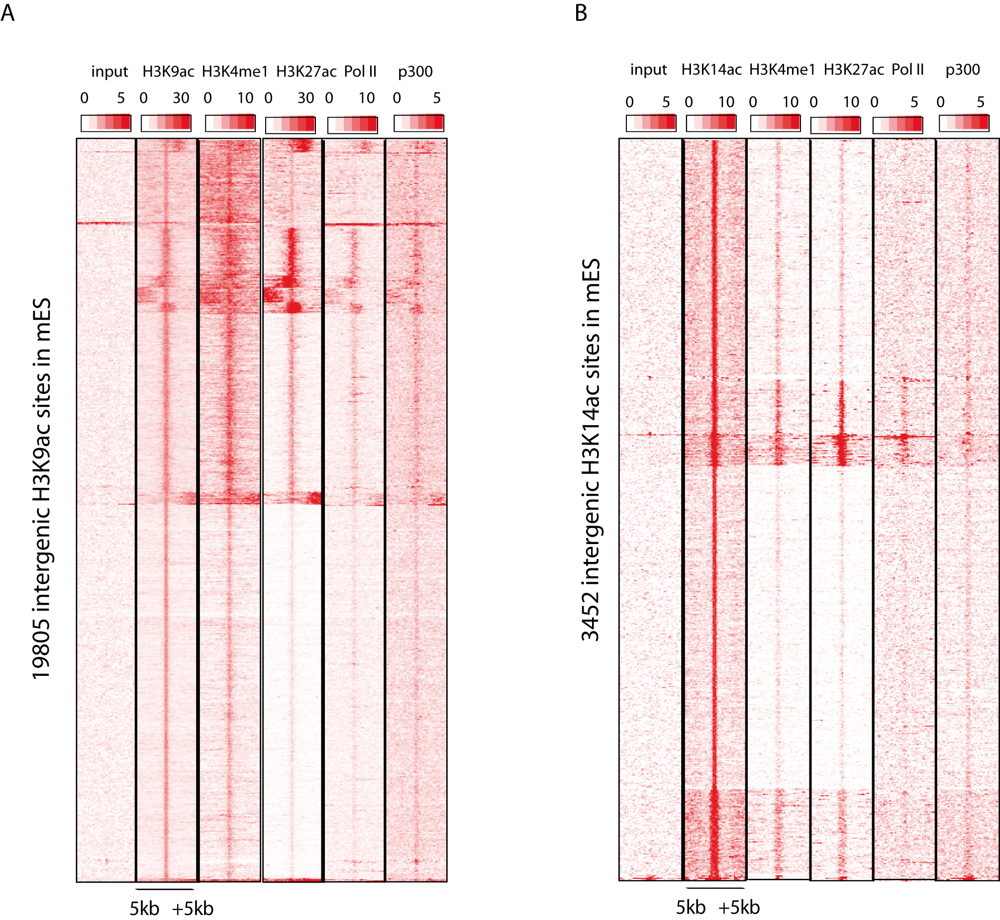 A
B
input H3K9ac H3K4me1 H3K27ac Pol II p300
0 5 0 30 0 10 0 30 0 10 0 5
19805 intergenic H3K9ac sites in mES
5kb +5kb
input H3K14ac H3K4me1 H3K27ac Pol II p300
0 5 0 10 0 10 0 10 0 5 0 5
3452 intergenic H3K14ac sites in mES
5kb +5kb